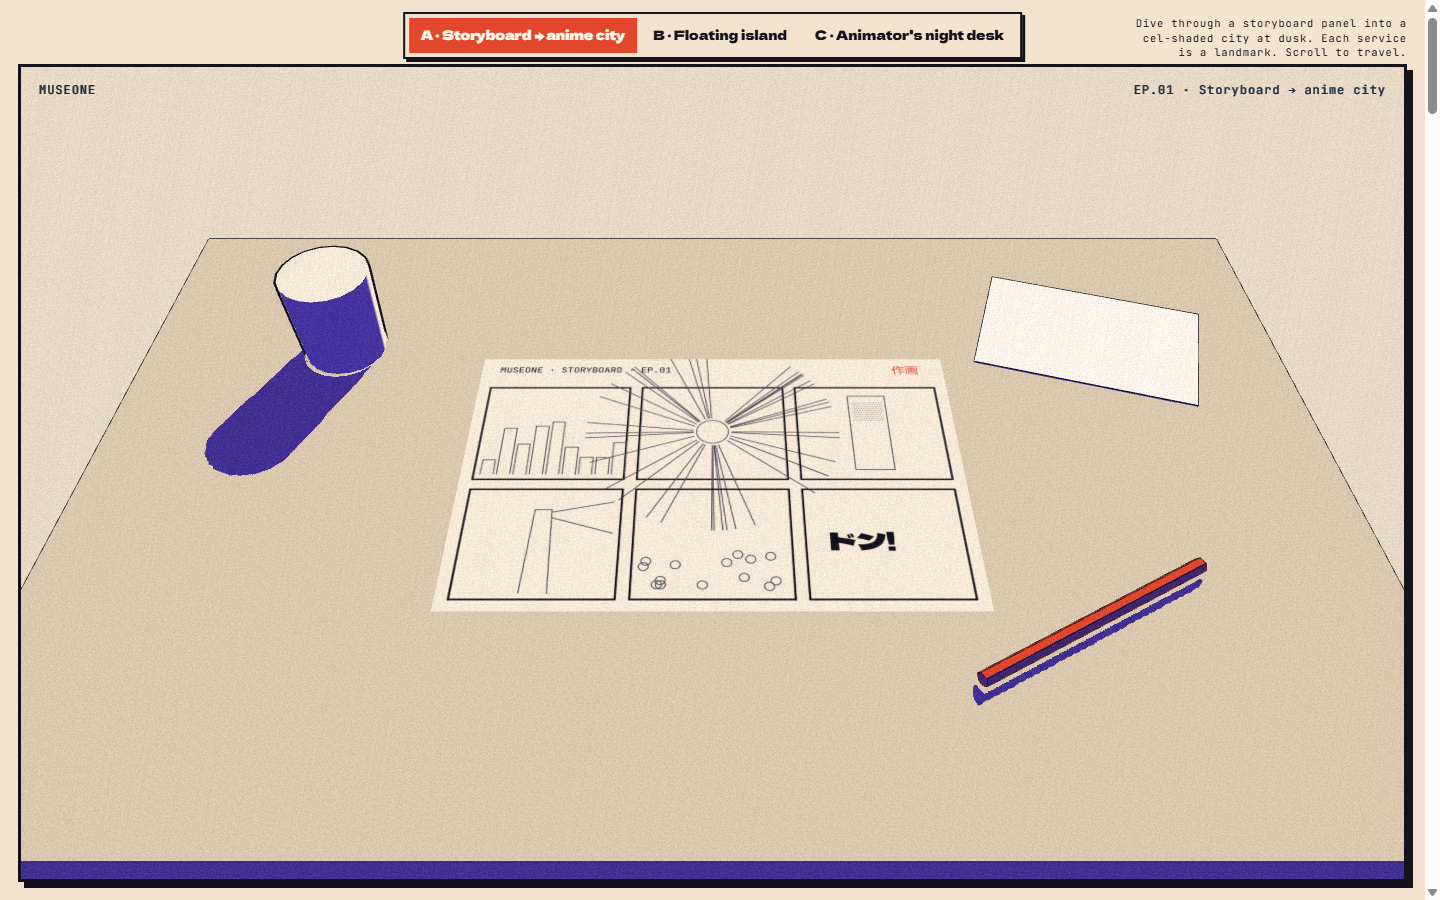 A · Storyboard → anime city
B · Floating island
C · Animator's night desk
Dive through a storyboard panel into a
cel-shaded city at dusk. Each service
is a landmark. Scroll to travel.
MUSEONE
EP.01 · Storyboard → anime city
MUSEONE · STORYBOARD · EP.01
作画
ドン!